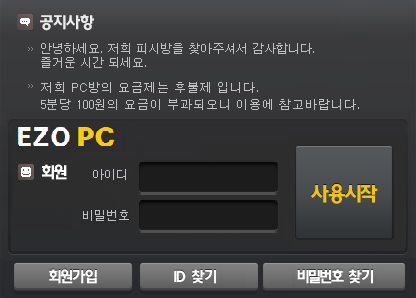 공지사항
» 안녕하세요. 저희 피시방을 찾아주셔서 감사합니다.
즐거운 시간 되세요.
» 저희 PC방의 요금제는 후불제 입니다.
5분당 100원의 요금이 부과되오니 이용에 참고바랍니다.
EZO PC
회원
아이디
비밀번호
사용시작
회원가입
ID 찾기
비밀번호 찾기